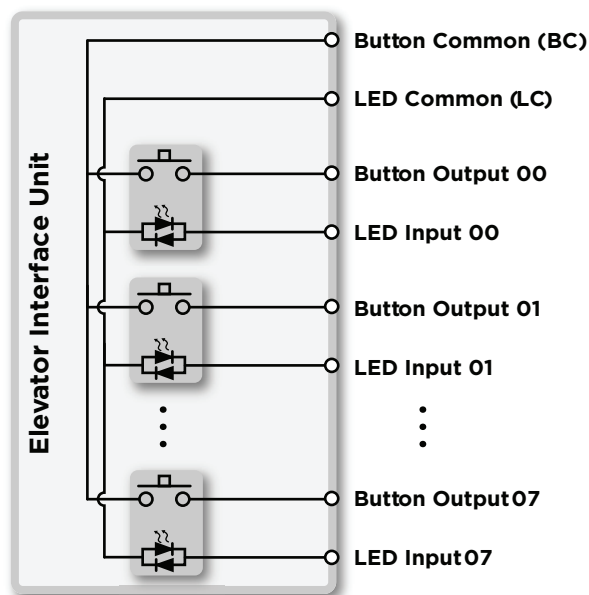 Elevator Interface Unit
Button Common (BC)
LED Common (LC)
Button Output 00
LED Input 00
Button Output 01
LED Input 01
Button Output 07
LED Input 07